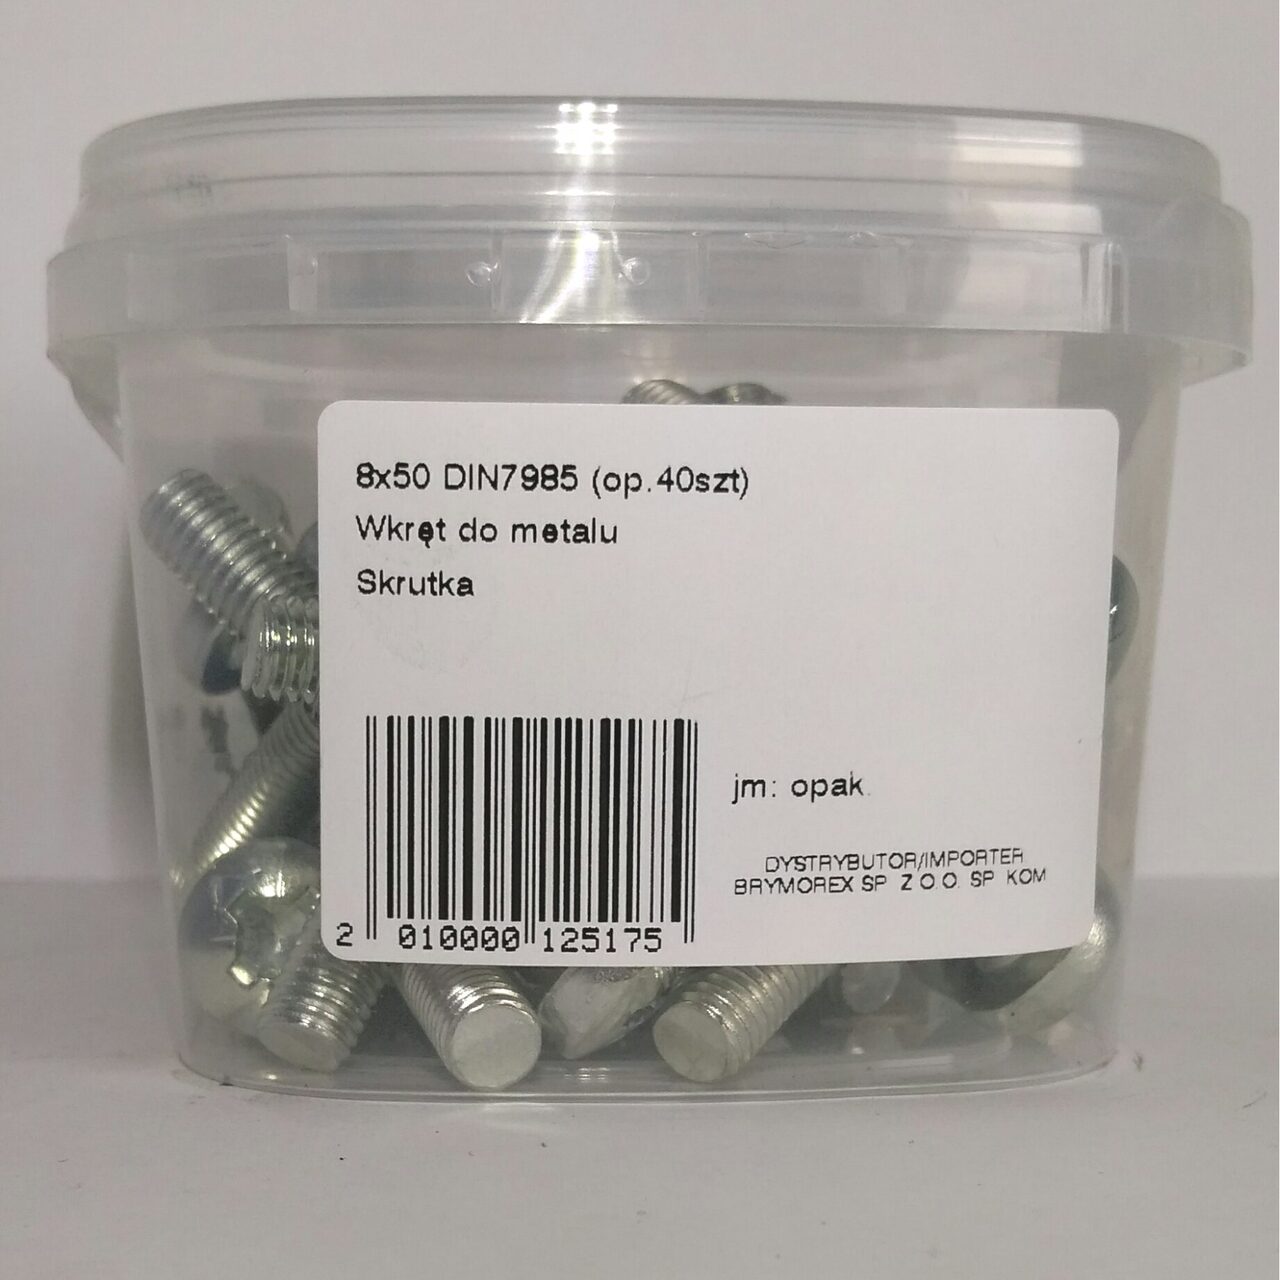 8x50 DIN7985 (op.40szt)
Wkręt do metalu
Skrutka
jm: opak.
DYSTRYBUTOR/IMPORTER
BRYMOREX SP. Z O.O. SP. KOM
2 010000 125175